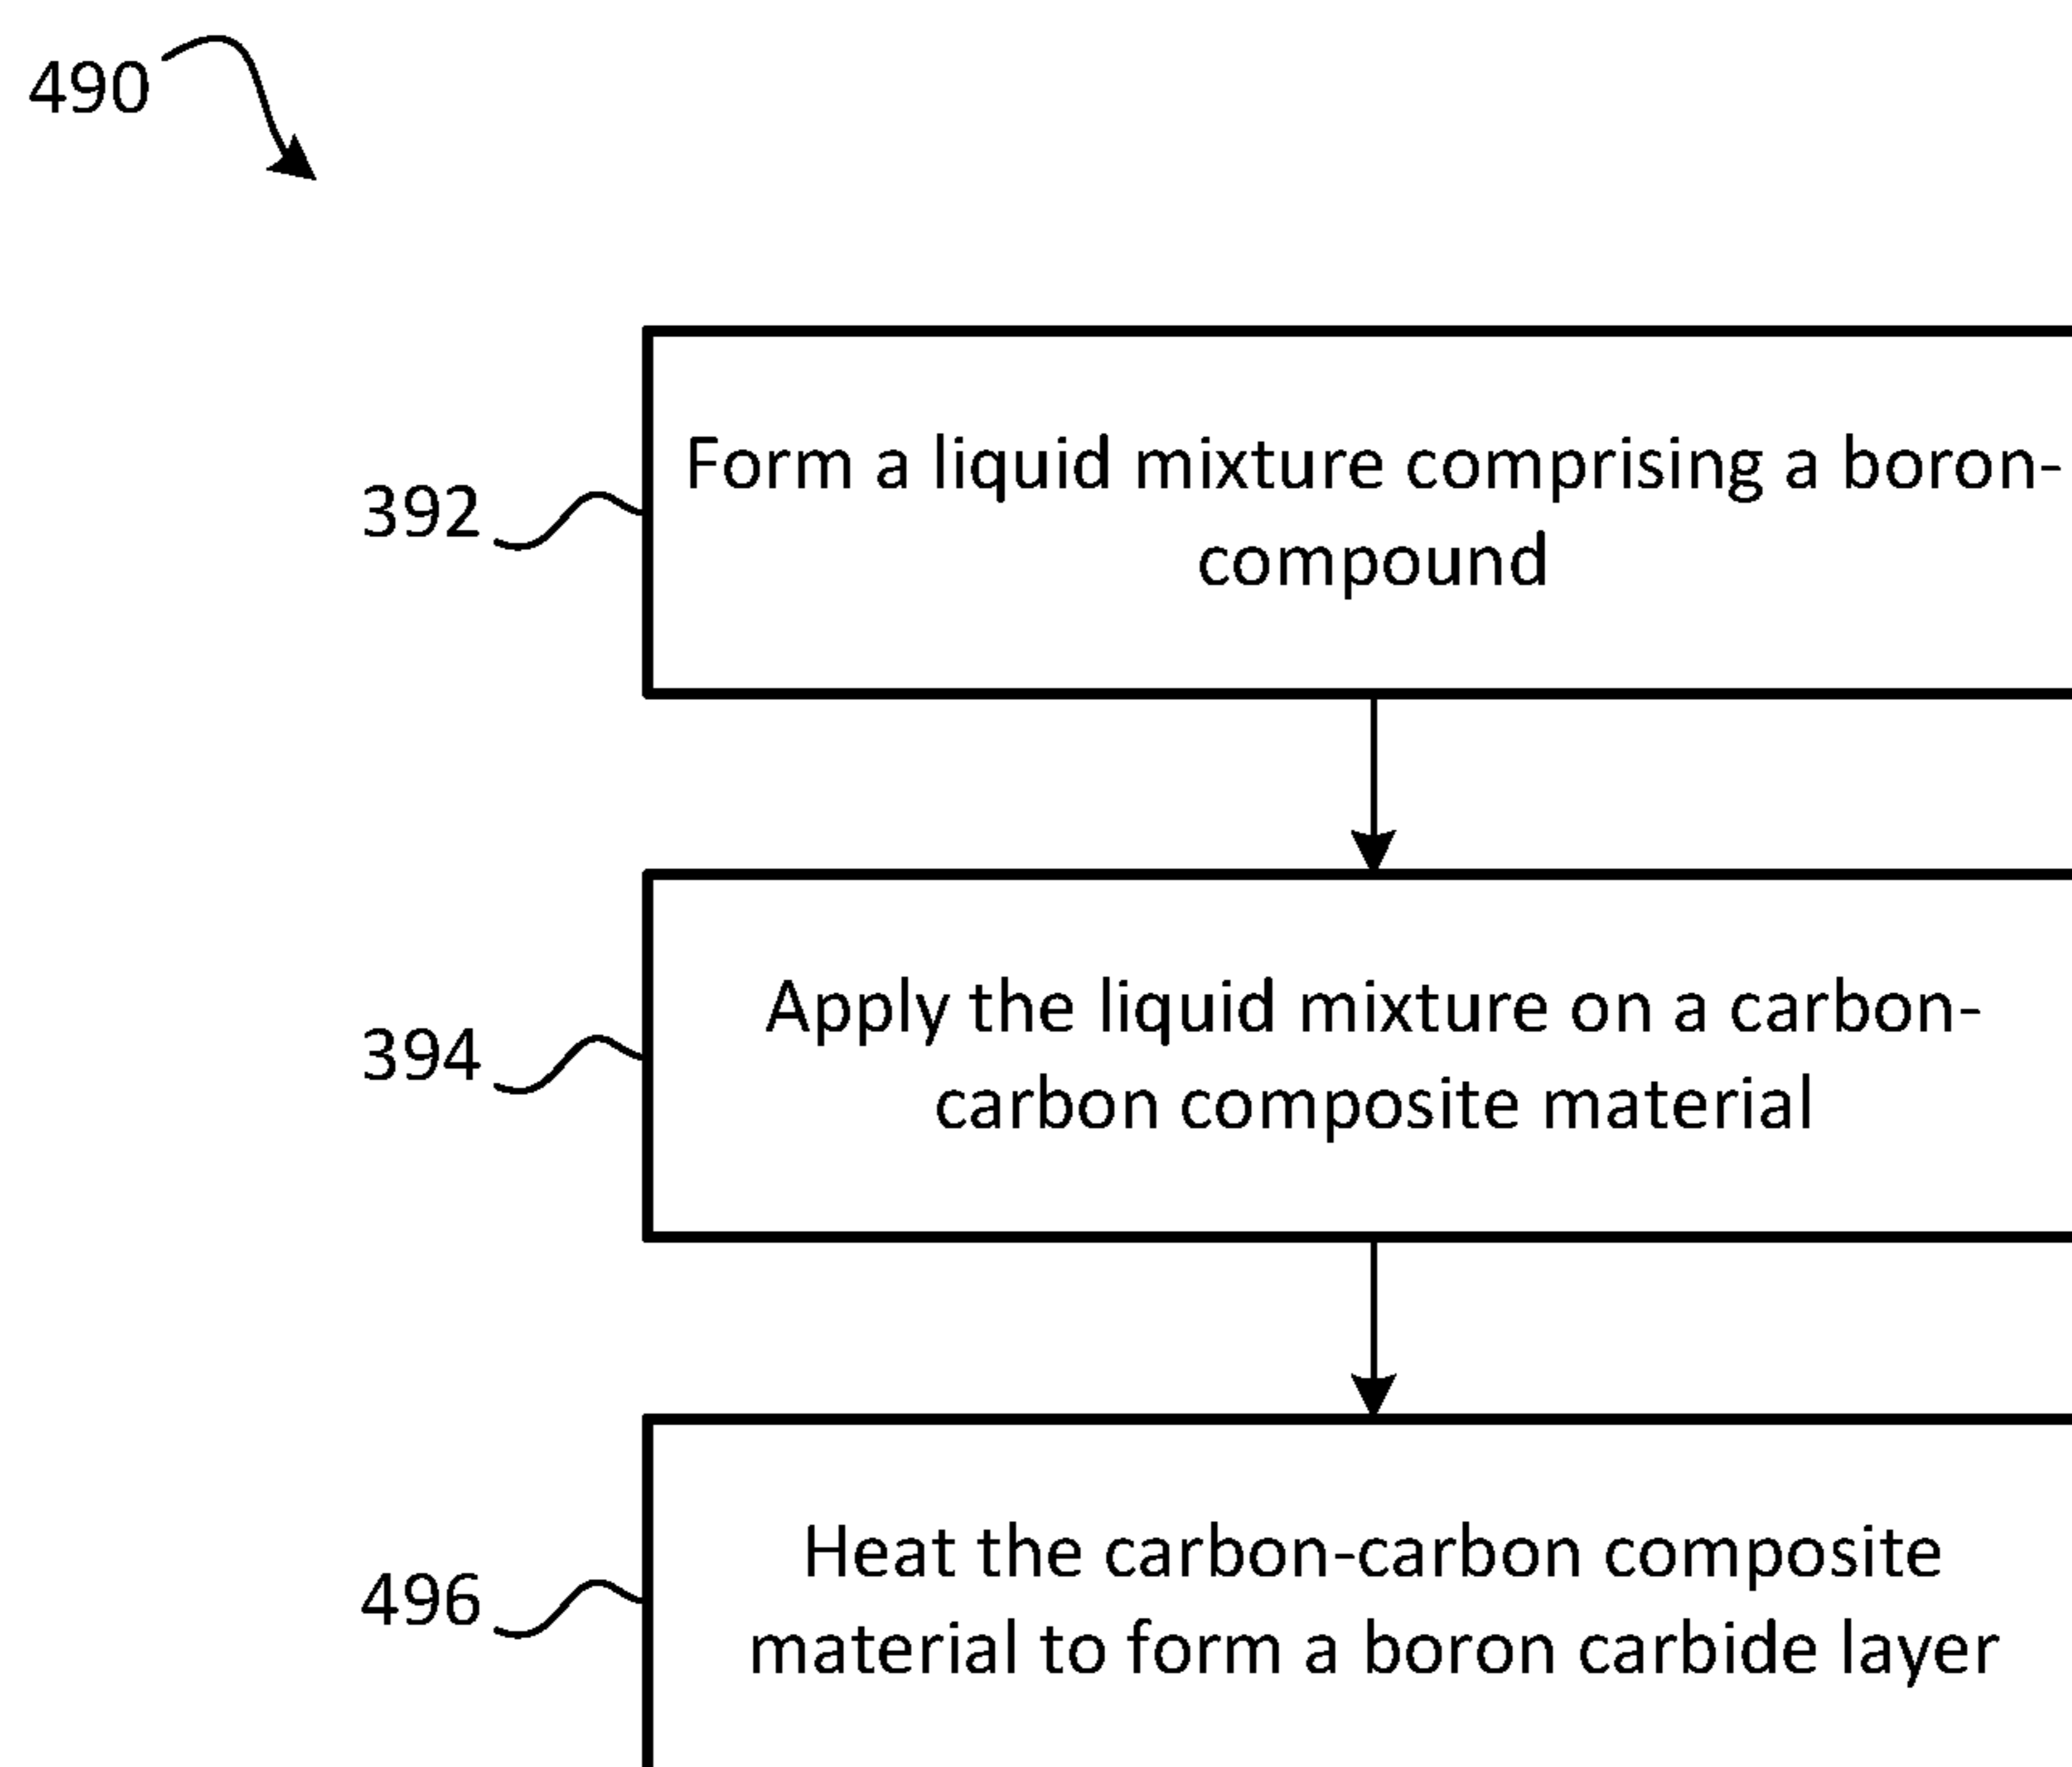 490
392
Form a liquid mixture comprising a boron-
compound
394
Apply the liquid mixture on a carbon-
carbon composite material
496
Heat the carbon-carbon composite
material to form a boron carbide layer